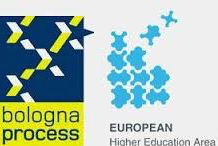 bologna
process
EUROPEAN
Higher Education Area